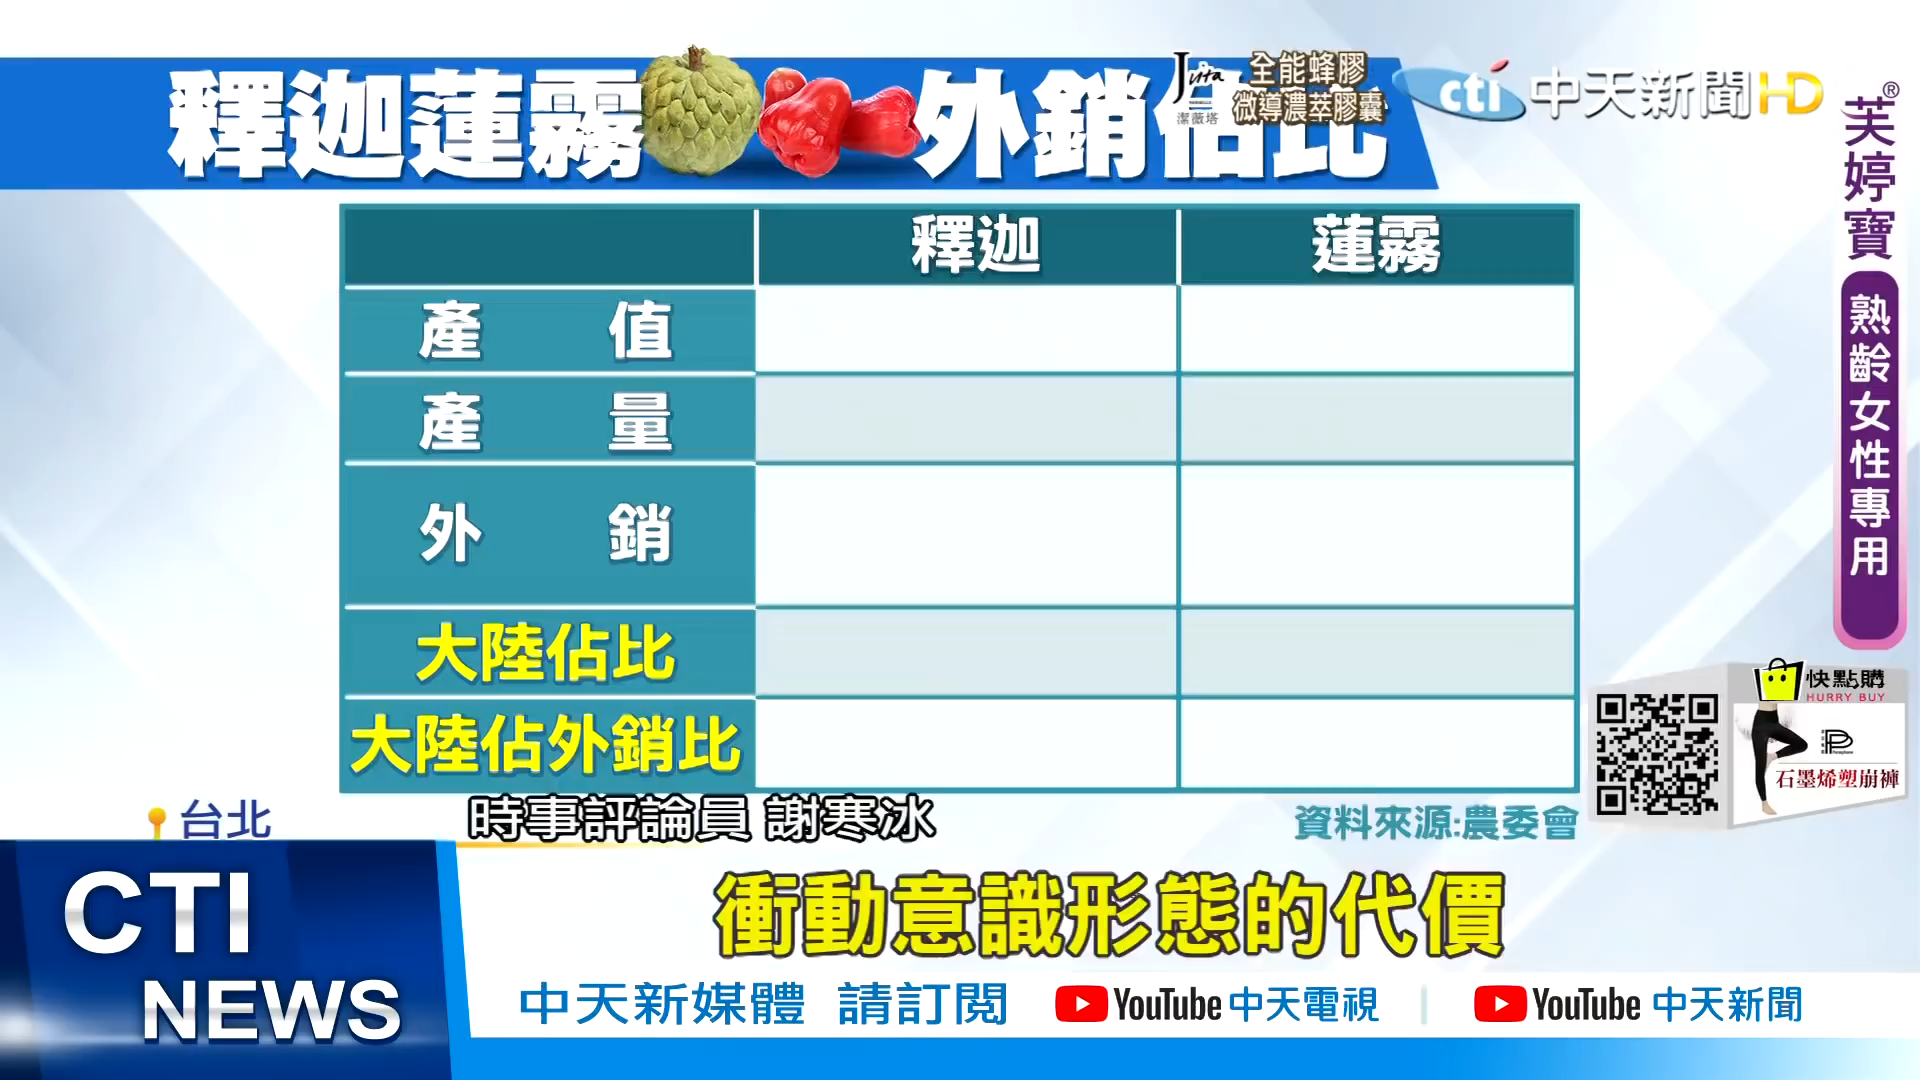 釋迦蓮霧 外銷佔比
Juta
潔薇塔
全能蜂膠
微導濃萃膠囊
cti 中天新聞HD
芙婷寶®
熟齡女性專用
釋迦 蓮霧
產值
產量
外銷
大陸佔比
大陸佔外銷比
快點購
HURRY BUY
石墨烯塑崩褲
台北
時事評論員 謝寒冰
資料來源:農委會
CTI
NEWS
衝動意識形態的代價
中天新媒體 請訂閱 YouTube 中天電視 | YouTube 中天新聞